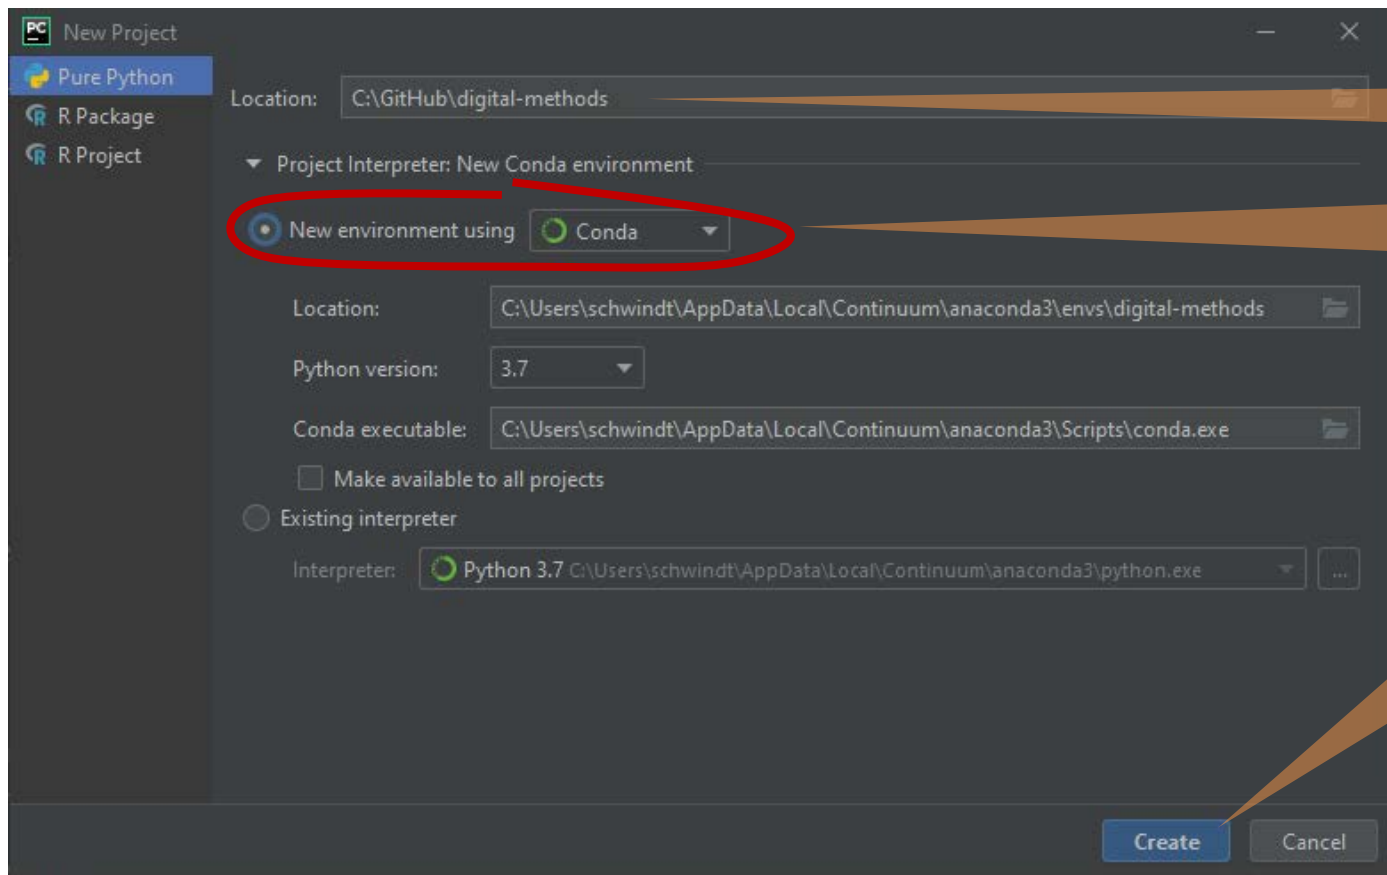 PC New Project
Pure Python
R Package
R Project
Location: C:\GitHub\digital-methods
Project Interpreter: New Conda environment
New environment using Conda
Location: C:\Users\schwindt\AppData\Local\Continuum\anaconda3\envs\digital-methods
Python version: 3.7
Conda executable: C:\Users\schwindt\AppData\Local\Continuum\anaconda3\Scripts\conda.exe
Make available to all projects
Existing interpreter
Interpreter: Python 3.7 C:\Users\schwindt\AppData\Local\Continuum\anaconda3\python.exe ...
Create Cancel